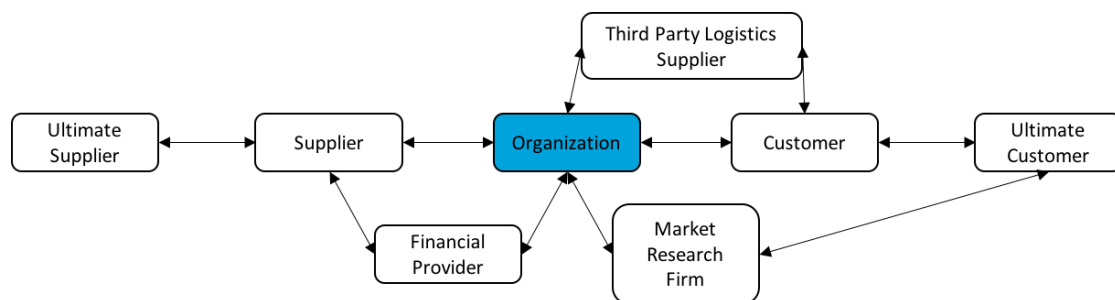 Third Party Logistics
Supplier
Ultimate
Supplier
Supplier
Organization
Customer
Ultimate
Customer
Financial
Provider
Market
Research
Firm